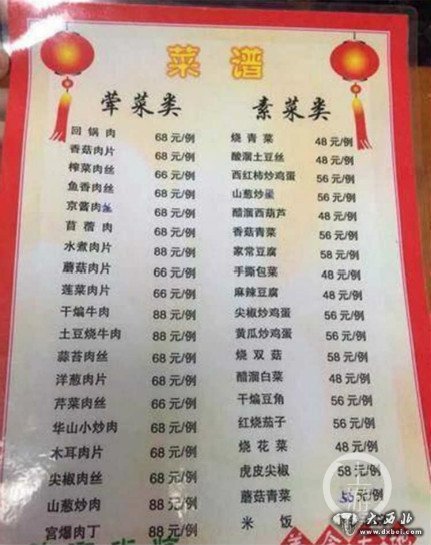 菜谱
荤菜类
回锅肉 68元/例
香菇肉片 68元/例
榨菜肉丝 66元/例
鱼香肉丝 68元/例
京酱肉丝 68元/例
苜蓿肉 68元/例
水煮肉片 88元/例
蘑菇肉片 66元/例
莲菜肉片 66元/例
干煸牛肉 88元/例
土豆烧牛肉 88元/例
蒜苔肉丝 68元/例
洋葱肉片 68元/例
芹菜肉丝 66元/例
华山小炒肉 68元/例
木耳肉片 68元/例
尖椒肉丝 68元/例
山葱炒肉 88元/例
宫爆肉丁 88元/例
素菜类
烧青菜 48元/例
酸溜土豆丝 48元/例
西红柿炒鸡蛋 56元/例
山葱炒蛋 56元/例
醋溜西葫芦 48元/例
香菇青菜 56元/例
家常豆腐 58元/例
手撕包菜 48元/例
麻辣豆腐 48元/例
尖椒炒鸡蛋 56元/例
黄瓜炒鸡蛋 56元/例
烧双菇 58元/例
醋溜白菜 48元/例
干煸豆角 56元/例
红烧茄子 56元/例
烧花菜 48元/例
虎皮尖椒 58元/例
蘑菇青菜 56元/例
米饭
大西北
www.dxbei.com